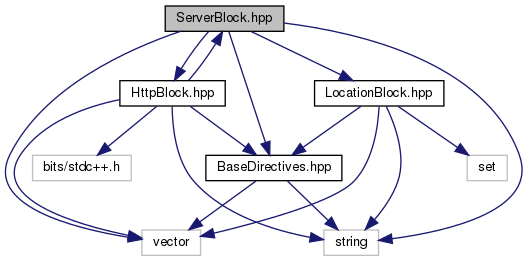 ServerBlock.hpp
HttpBlock.hpp
LocationBlock.hpp
bits/stdc++.h
BaseDirectives.hpp
set
vector
string